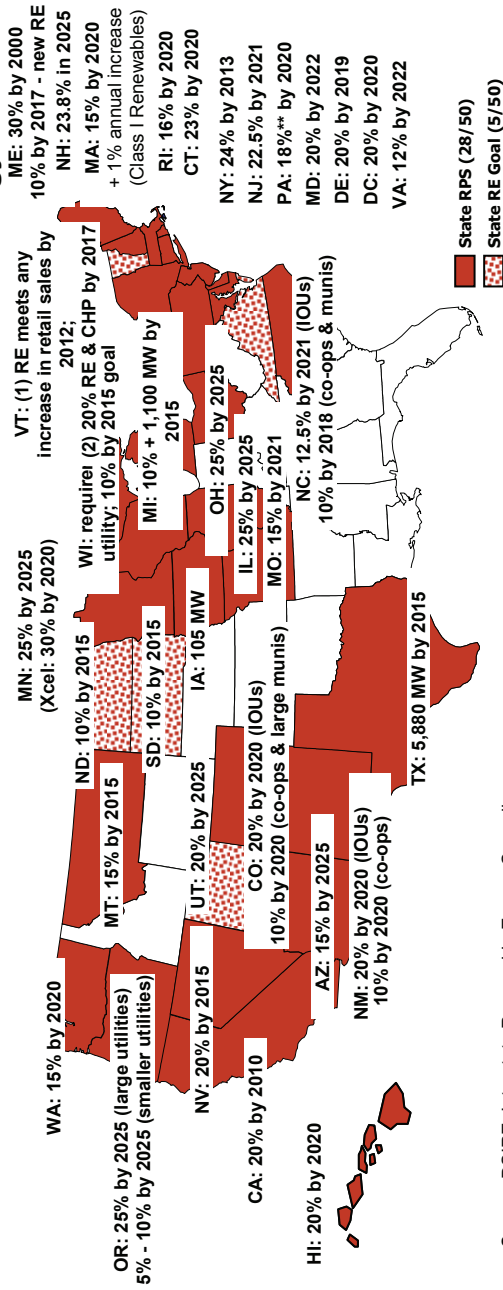 WA: 15% by 2020
OR: 25% by 2025 (large utilities)
5% - 10% by 2025 (smaller utilities)
NV: 20% by 2015
CA: 20% by 2010
HI: 20% by 2020
MT: 15% by 2015
UT: 20% by 2025
AZ: 15% by 2025
NM: 20% by 2020 (IOUs)
10% by 2020 (co-ops)
CO: 20% by 2020 (IOUs)
10% by 2020 (co-ops & large munis)
MN: 25% by 2025
(Xcel: 30% by 2020)
ND: 10% by 2015
SD: 10% by 2015
IA: 105 MW
TX: 5,880 MW by 2015
VT: (1) RE meets any
increase in retail sales by
2012;
(2) 20% RE & CHP by 2017
WI: requirem
utility; 10% by 2015 goal
MI: 10% + 1,100 MW by
2015
OH: 25% by 2025
IL: 25% by 2025
MO: 15% by 2021
NC: 12.5% by 2021 (IOUs)
10% by 2018 (co-ops & munis)
ME: 30% by 2000
10% by 2017 - new RE
NH: 23.8% in 2025
MA: 15% by 2020
+ 1% annual increase
(Class I Renewables)
RI: 16% by 2020
CT: 23% by 2020
NY: 24% by 2013
NJ: 22.5% by 2021
PA: 18%** by 2020
MD: 20% by 2022
DE: 20% by 2019
DC: 20% by 2020
VA: 12% by 2022
State RPS (28/50)
State RE Goal (5/50)